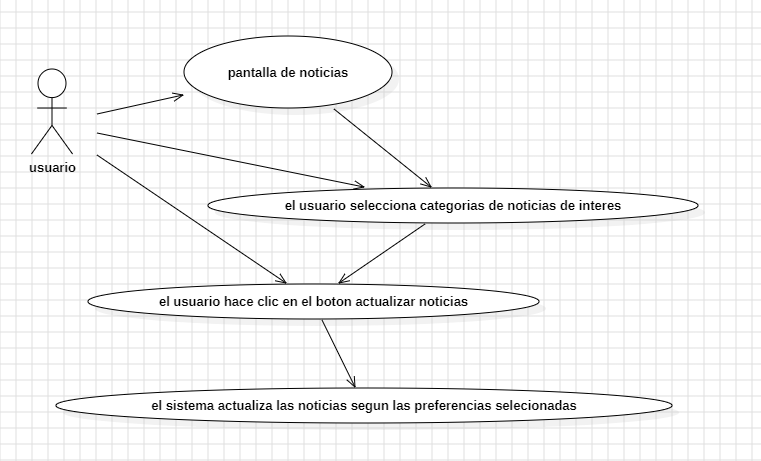 pantalla de noticias
usuario
el usuario selecciona categorias de noticias de interes
el usuario hace clic en el boton actualizar noticias
el sistema actualiza las noticias segun las preferencias selecionadas